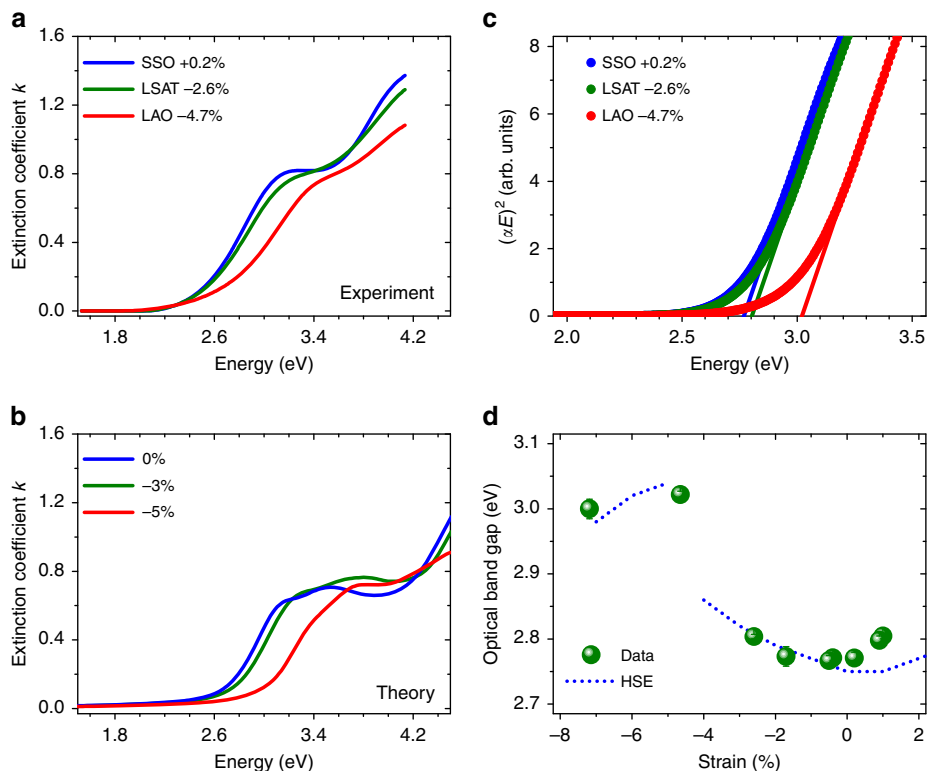 a
1.6
1.2
0.8
0.4
0.0
Extinction coefficient k
SSO +0.2%
LSAT –2.6%
LAO –4.7%
Experiment
1.8 2.6 3.4 4.2
Energy (eV)
c
8
6
4
2
0
(αE)²  (arb. units)
SSO +0.2%
LSAT –2.6%
LAO –4.7%
2.0 2.5 3.0 3.5
Energy (eV)
b
1.6
1.2
0.8
0.4
0.0
Extinction coefficient k
0%
–3%
–5%
Theory
1.8 2.6 3.4 4.2
Energy (eV)
d
3.1
3.0
2.9
2.8
2.7
Optical band gap (eV)
Data
HSE
–8 –6 –4 –2 0 2
Strain (%)